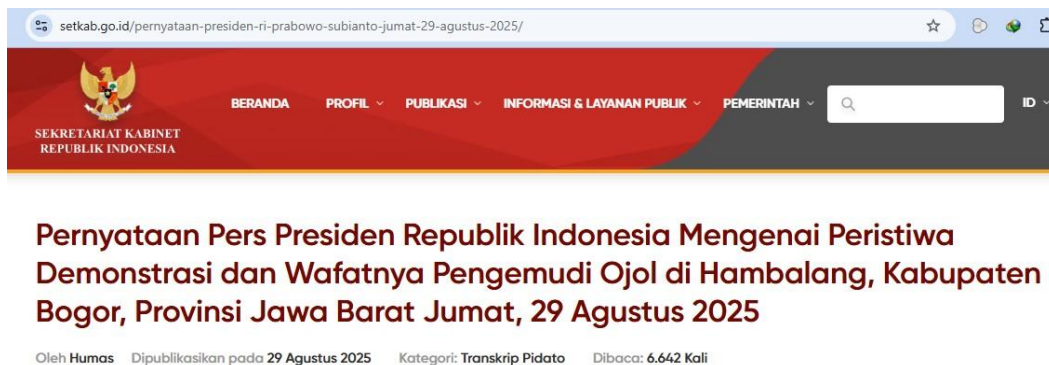 setkab.go.id/pernyataan-presiden-ri-prabowo-subianto-jumat-29-agustus-2025/
BERANDA PROFIL PUBLIKASI INFORMASI & LAYANAN PUBLIK PEMERINTAH ID
SEKRETARIAT KABINET
REPUBLIK INDONESIA
Pernyataan Pers Presiden Republik Indonesia Mengenai Peristiwa
Demonstrasi dan Wafatnya Pengemudi Ojol di Hambalang, Kabupaten
Bogor, Provinsi Jawa Barat Jumat, 29 Agustus 2025
Oleh Humas Dipublikasikan pada 29 Agustus 2025 Kategori: Transkrip Pidato Dibaca: 6.642 Kali